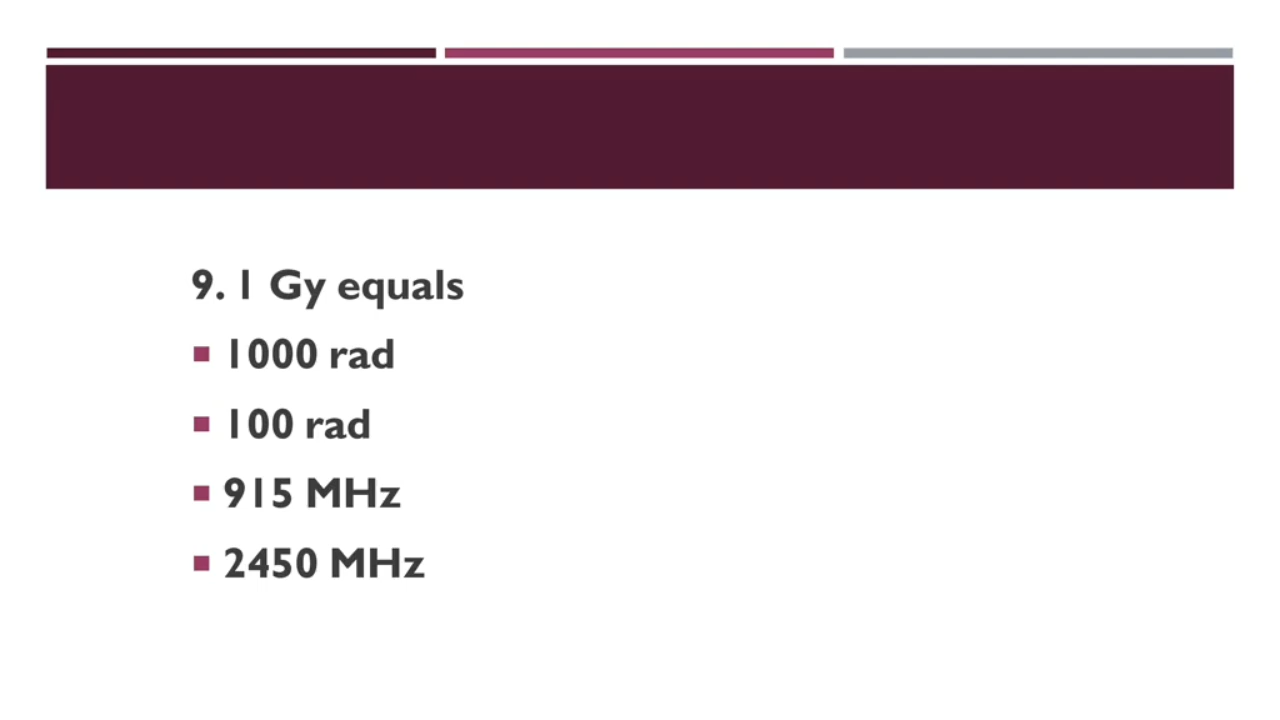 9. 1 Gy equals
1000 rad
100 rad
915 MHz
2450 MHz